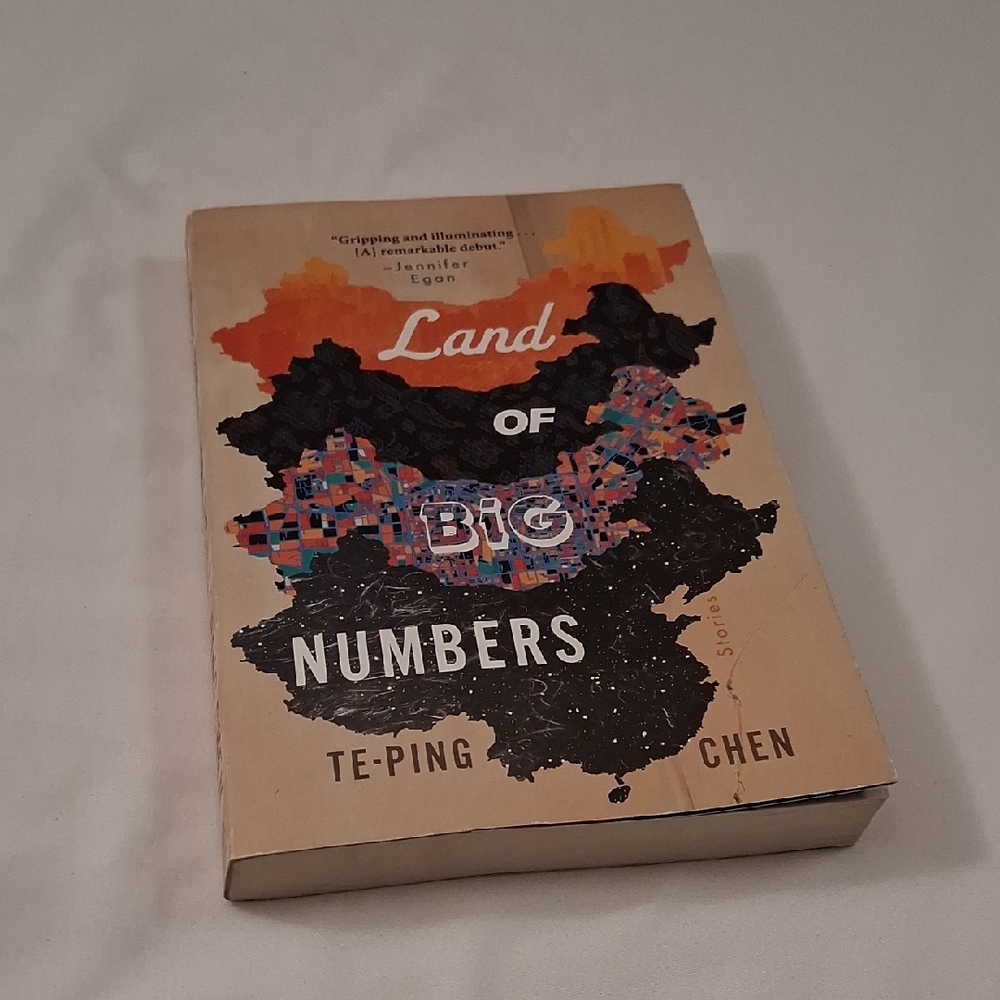 “Gripping and illuminating....
[A] remarkable debut.”
–Jennifer
Egan
Land
OF
BiG
NUMBERS
Stories
TE-PING CHEN